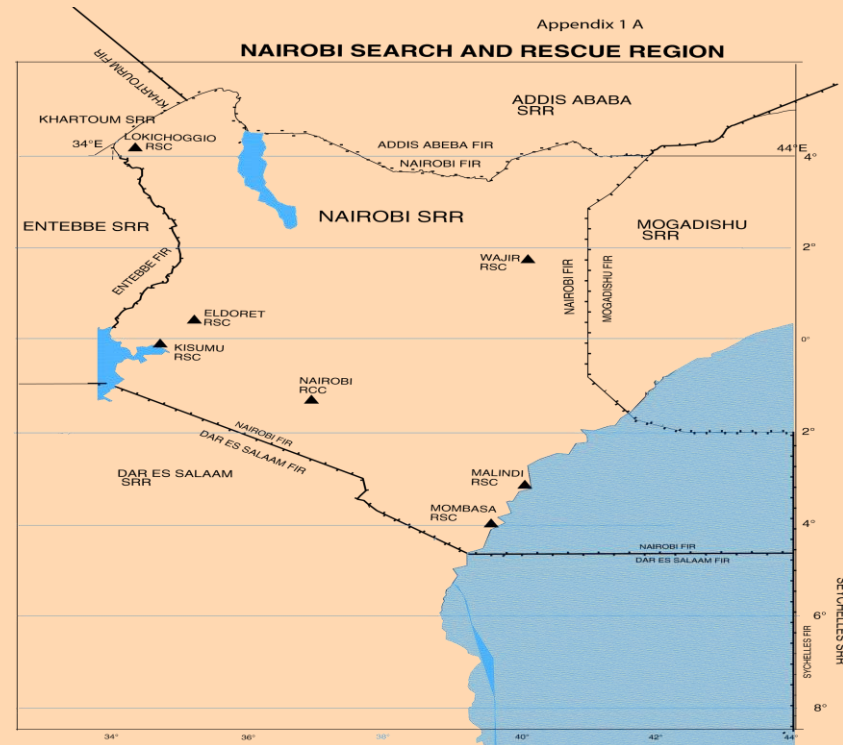 Appendix 1 A
NAIROBI SEARCH AND RESCUE REGION
KHARTOURM FIR
KHARTOUM SRR
ADDIS ABABA
SRR
LOKICHOGGIO
RSC
34°E
ADDIS ABEBA FIR
NAIROBI FIR
44°E
4°
ENTEBBE SRR
NAIROBI SRR
MOGADISHU
SRR
2°
ENTEBBE FIR
WAJIR
RSC
NAIROBI FIR
MOGADISHU FIR
ELDORET
RSC
KISUMU
RSC
0°
NAIROBI
RCC
NAIROBI FIR
DAR ES SALAAM FIR
2°
DAR ES SALAAM
SRR
MALINDI
RSC
MOMBASA
RSC
4°
NAIROBI FIR
DAR ES SALAAM FIR
SEYCHELLES SRR
6°
SYCHELLES FIR
8°
34°
36°
38°
40°
42°
44°